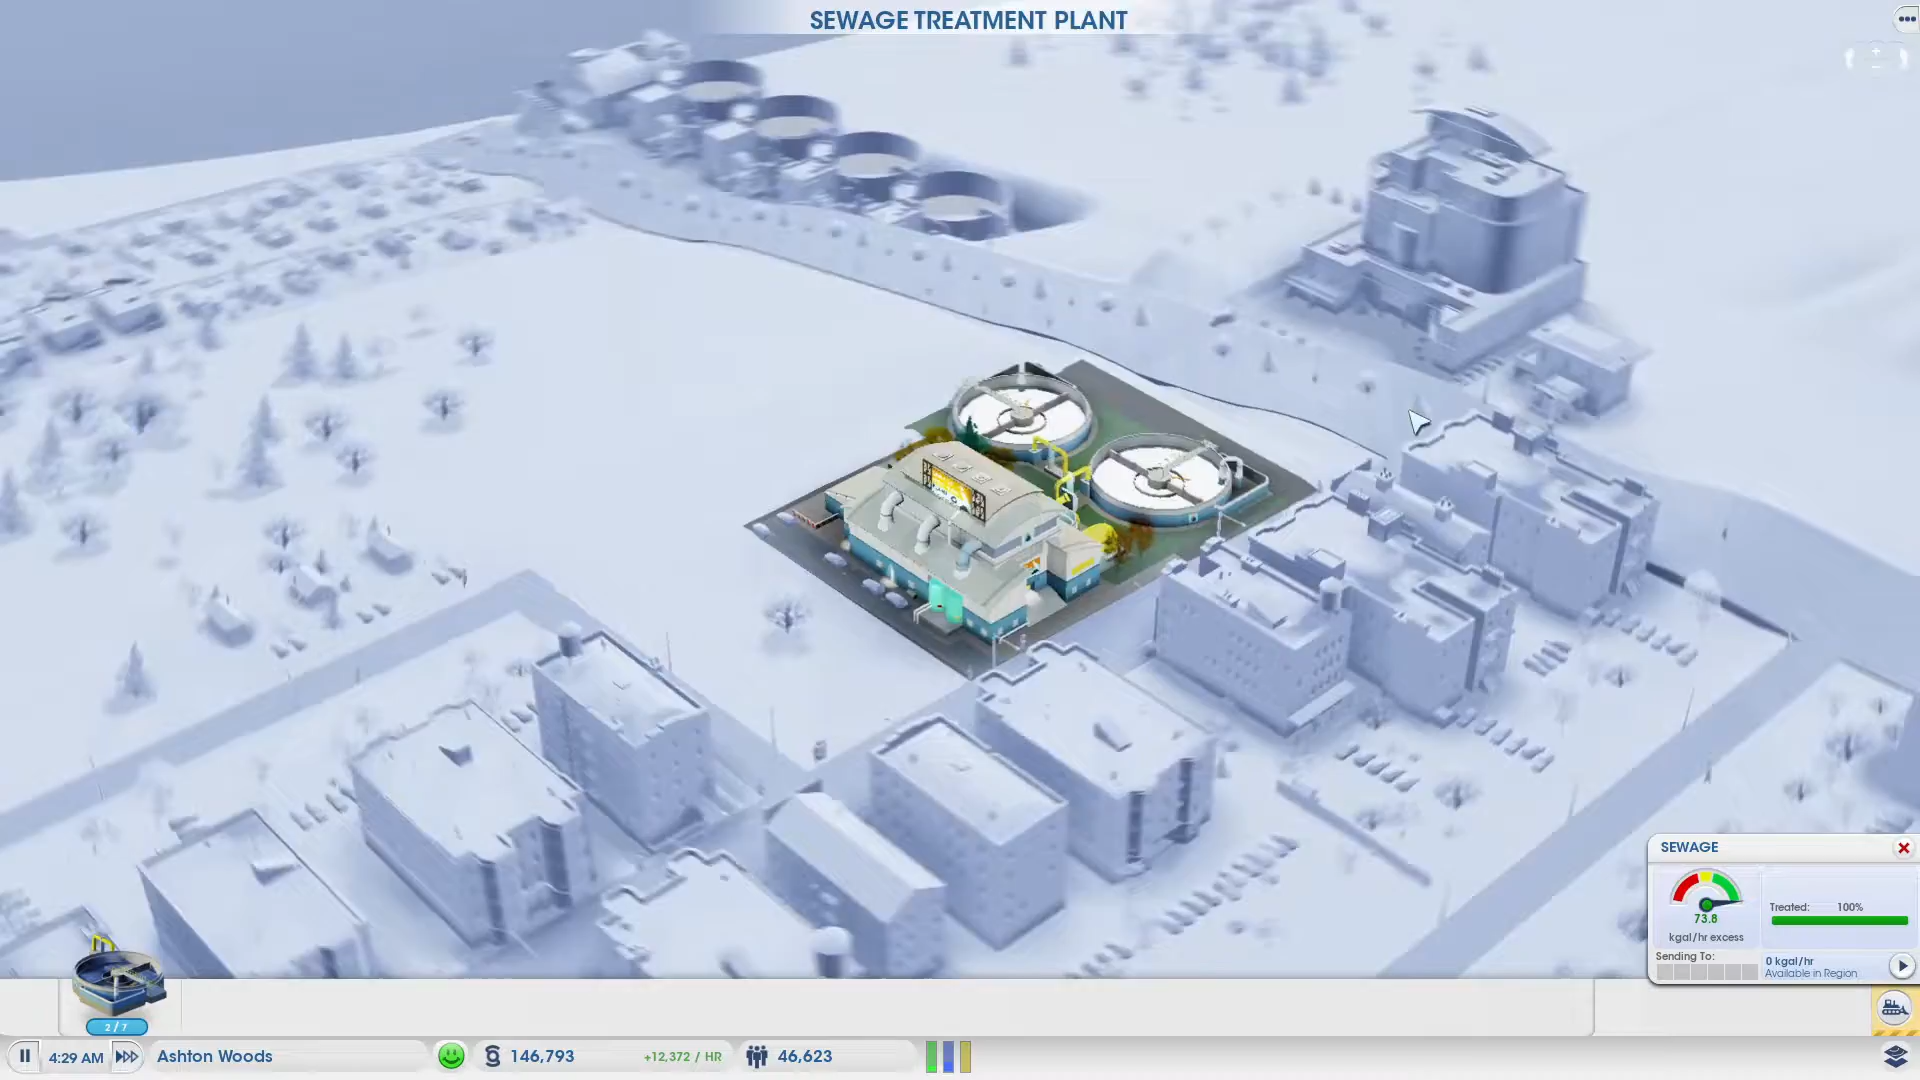 SEWAGE TREATMENT PLANT
SEWAGE
73.8
kgal/hr excess
Treated: 100%
Sending To:
0 kgal/hr
Available in Region
2 / 7
4:29 AM
Ashton Woods
146,793
+12,372 / HR
46,623